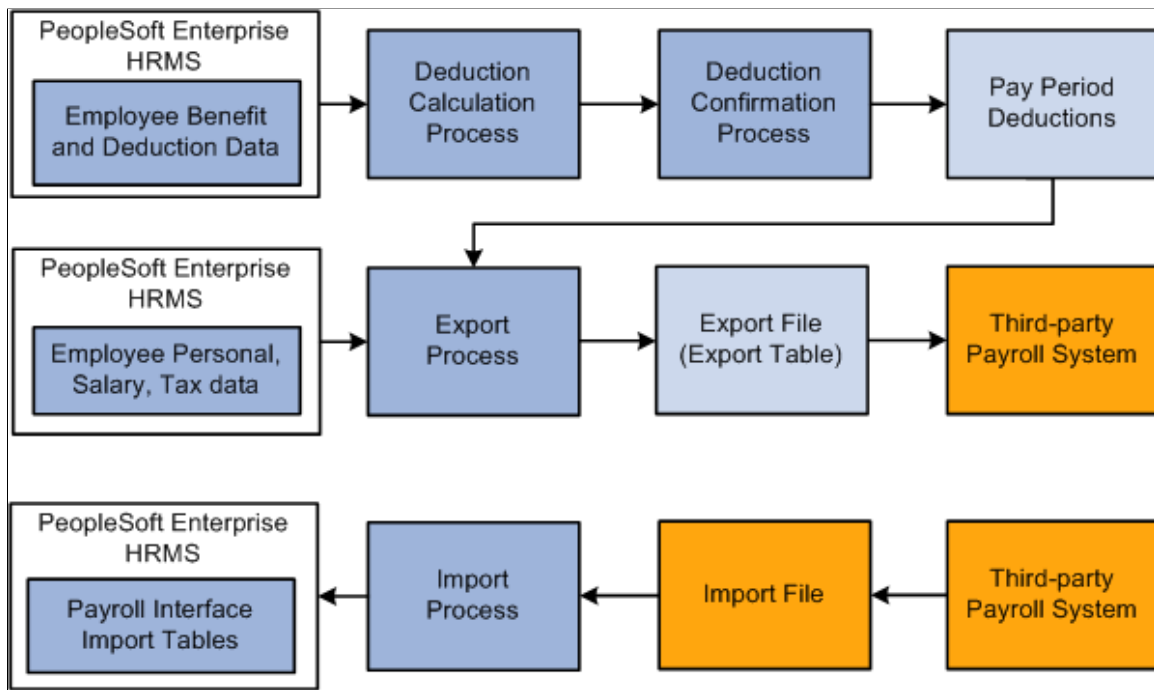 PeopleSoft Enterprise
HRMS
Employee Benefit
and Deduction Data
Deduction
Calculation
Process
Deduction
Confirmation
Process
Pay Period
Deductions
PeopleSoft Enterprise
HRMS
Employee Personal,
Salary, Tax data
Export
Process
Export File
(Export Table)
Third-party
Payroll System
PeopleSoft Enterprise
HRMS
Payroll Interface
Import Tables
Import
Process
Import File
Third-party
Payroll System